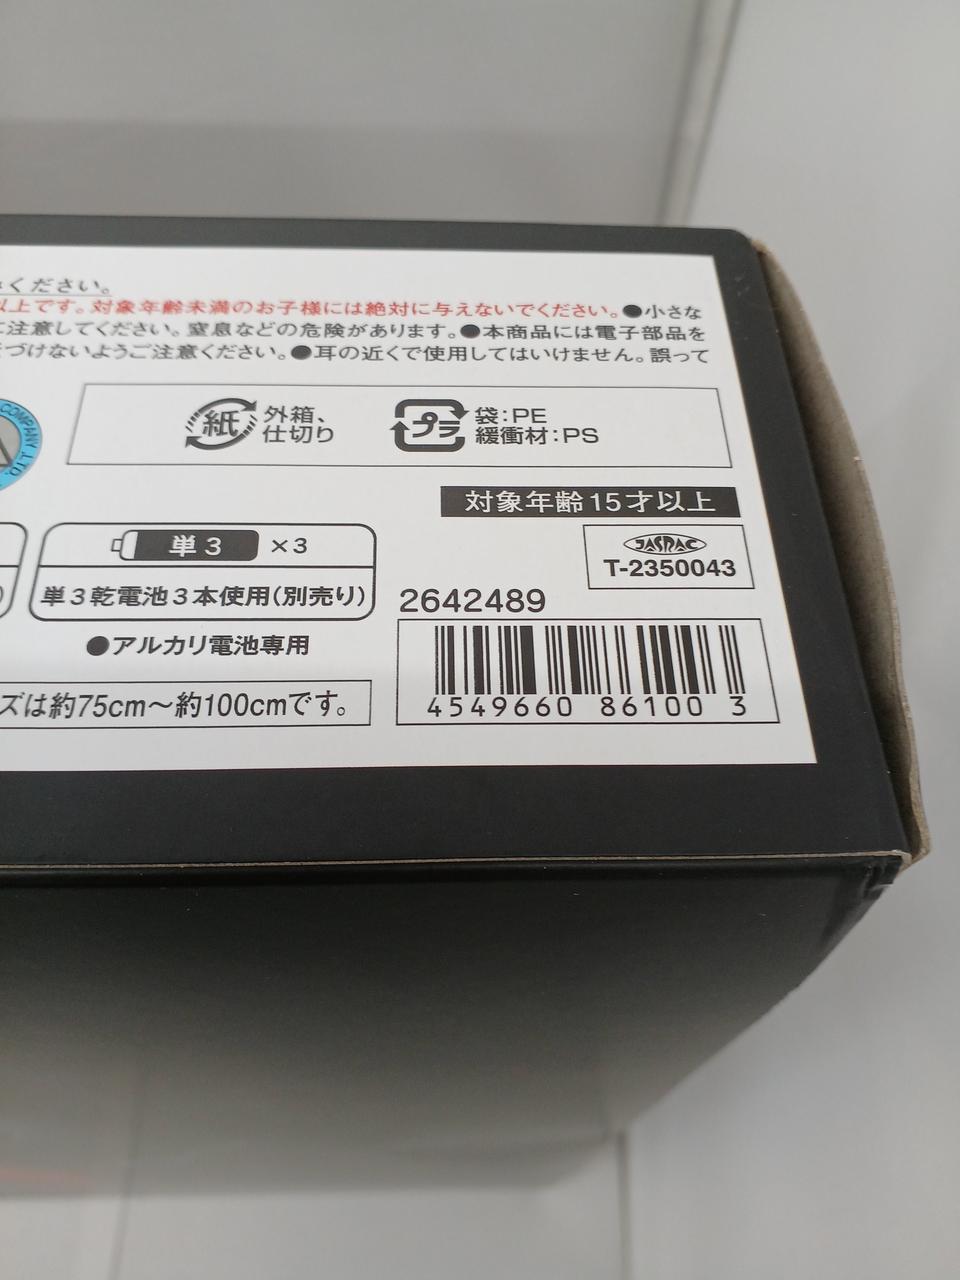 ください。
以上です。対象年齢未満のお子様には絶対に与えないでください。●小さな
ご注意してください。窒息などの危険があります。●本商品には電子部品を
づけないようご注意ください。●耳の近くで使用してはいけません。誤って
COMPANY, LTD.
紙
外箱、
仕切り
プラ
袋:PE
緩衝材:PS
対象年齢15才以上
単3 ×3
単3乾電池3本使用(別売り)
●アルカリ電池専用
JASRAC
T-2350043
2642489
4549660 86100 3
ズは約75cm～約100cmです。